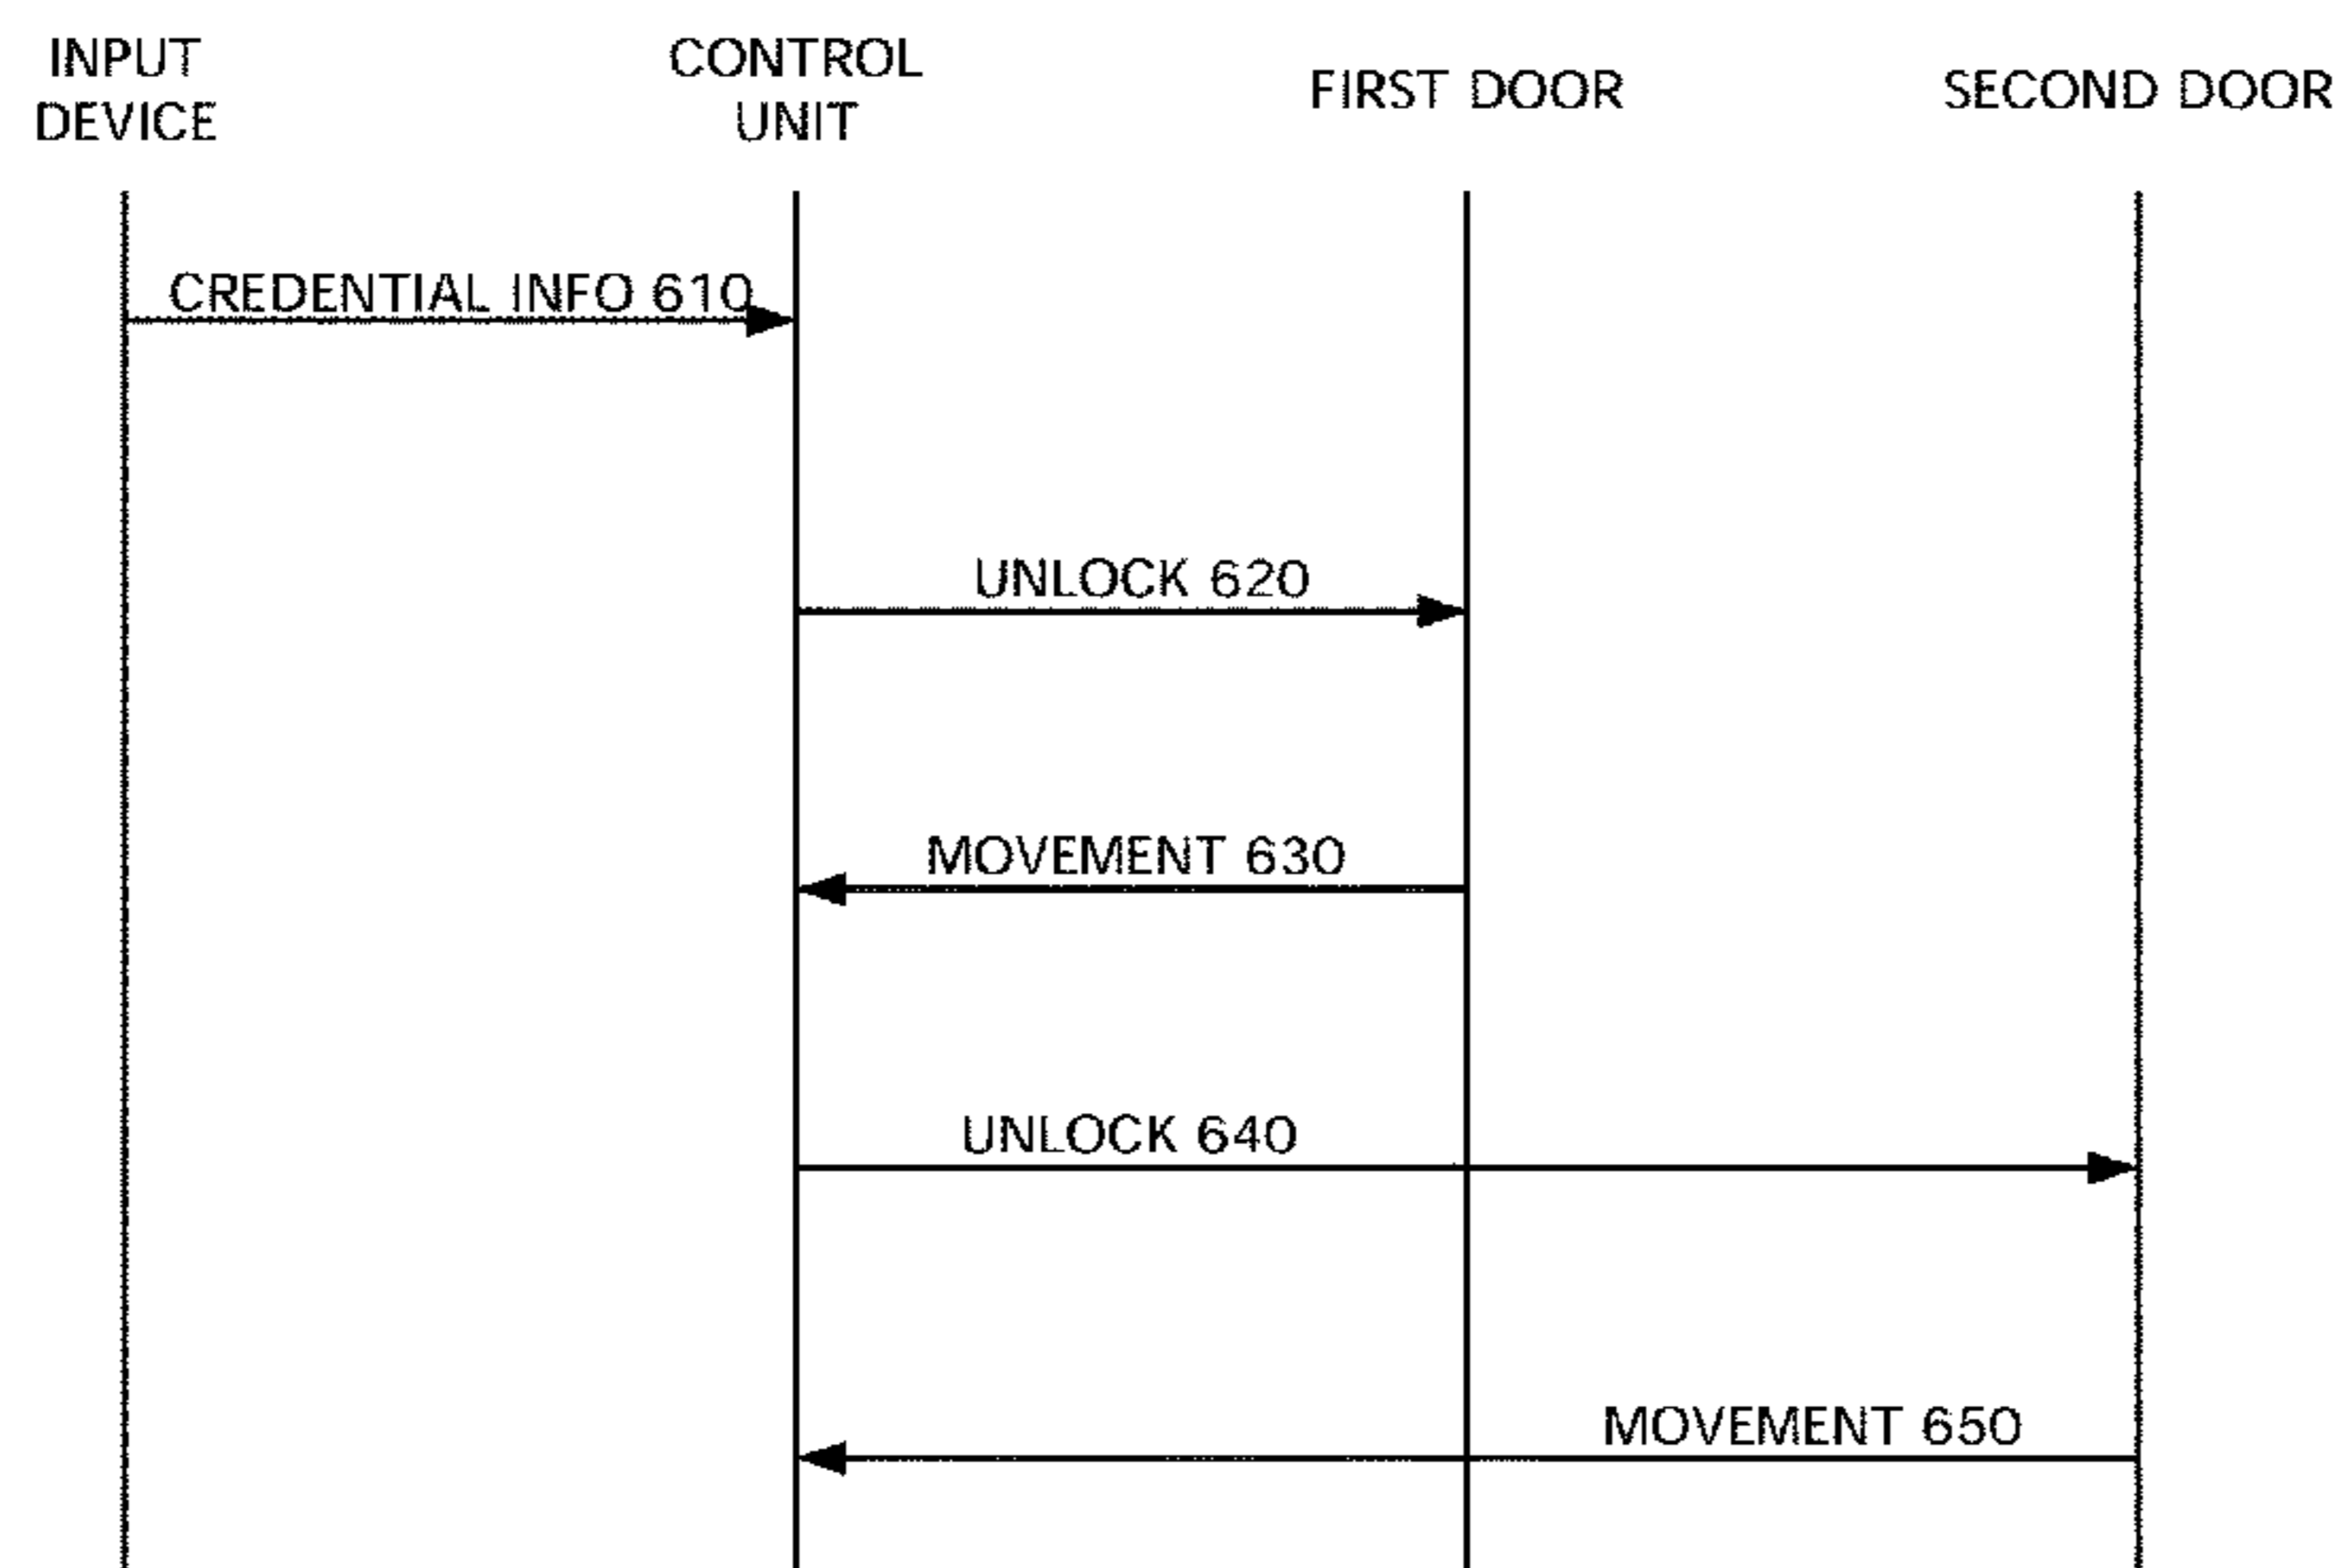 INPUT
DEVICE
CONTROL
UNIT
FIRST DOOR
SECOND DOOR
CREDENTIAL INFO 610
UNLOCK 620
MOVEMENT 630
UNLOCK 640
MOVEMENT 650